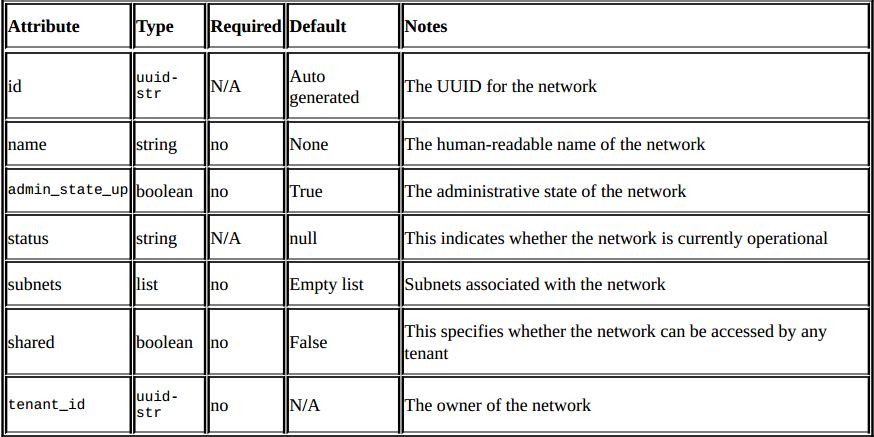 Attribute Type Required Default Notes
id uuid-str N/A Auto generated The UUID for the network
name string no None The human-readable name of the network
admin_state_up boolean no True The administrative state of the network
status string N/A null This indicates whether the network is currently operational
subnets list no Empty list Subnets associated with the network
shared boolean no False This specifies whether the network can be accessed by any tenant
tenant_id uuid-str no N/A The owner of the network